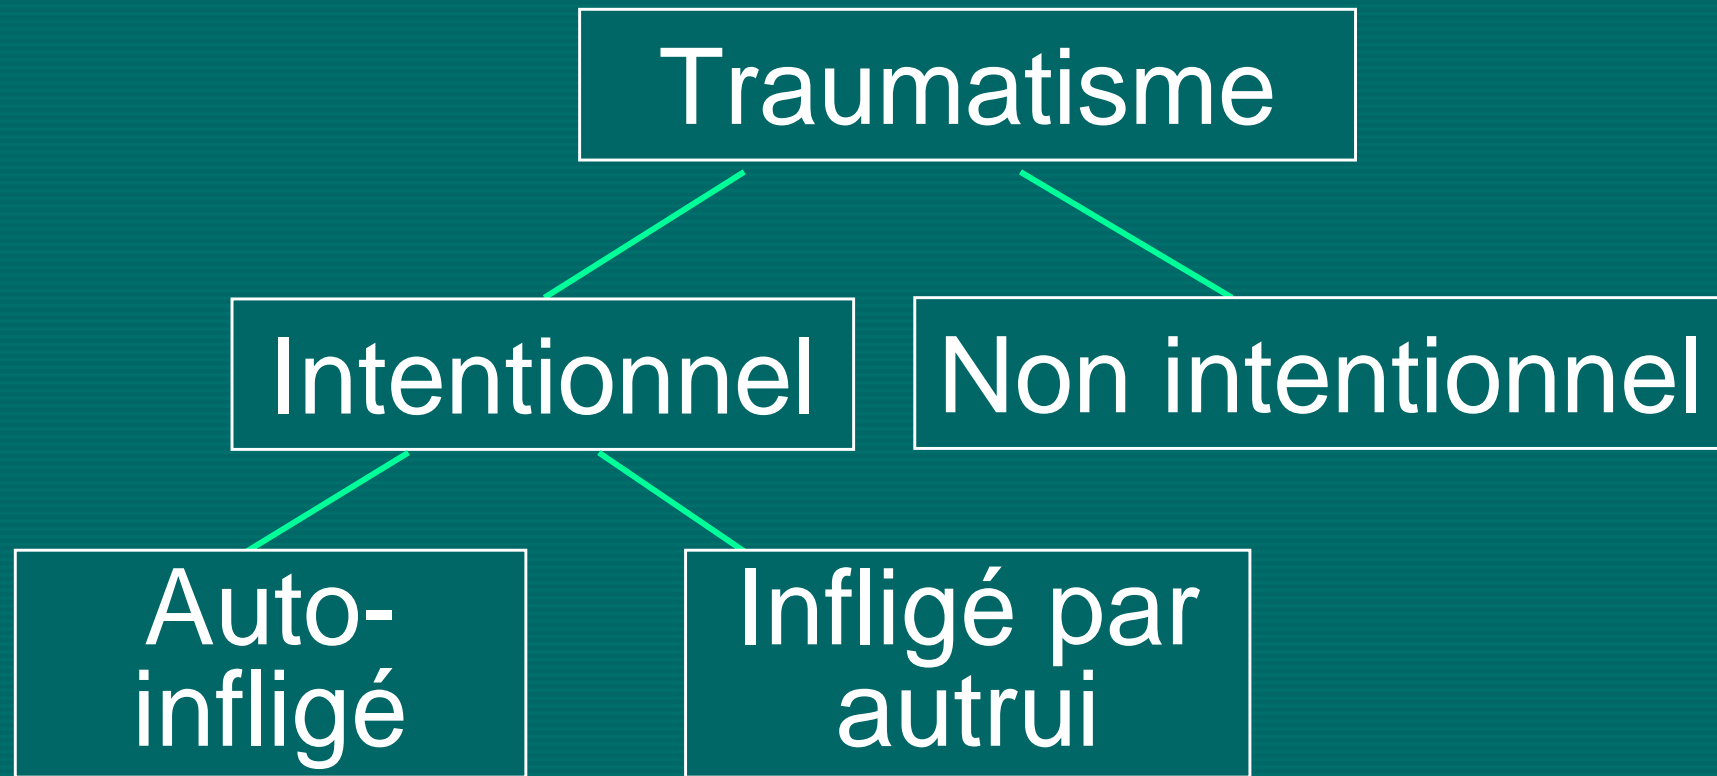 Traumatisme
Intentionnel
Non intentionnel
Auto-
infligé
Infligé par
autrui